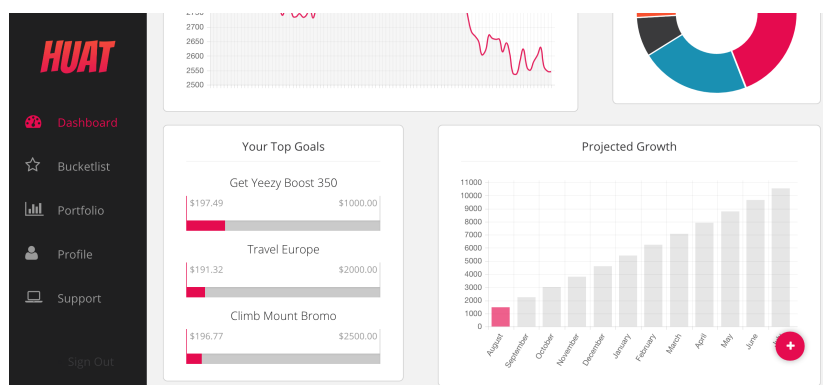 HUAT
Dashboard
Bucketlist
Portfolio
Profile
Support
Sign Out
2700
2650
2600
2550
2500
Your Top Goals
Get Yeezy Boost 350
$197.49 $1000.00
Travel Europe
$191.32 $2000.00
Climb Mount Bromo
$196.77 $2500.00
Projected Growth
11000
10000
9000
8000
7000
6000
5000
4000
3000
2000
1000
0
August September October November December January February March April May June
+